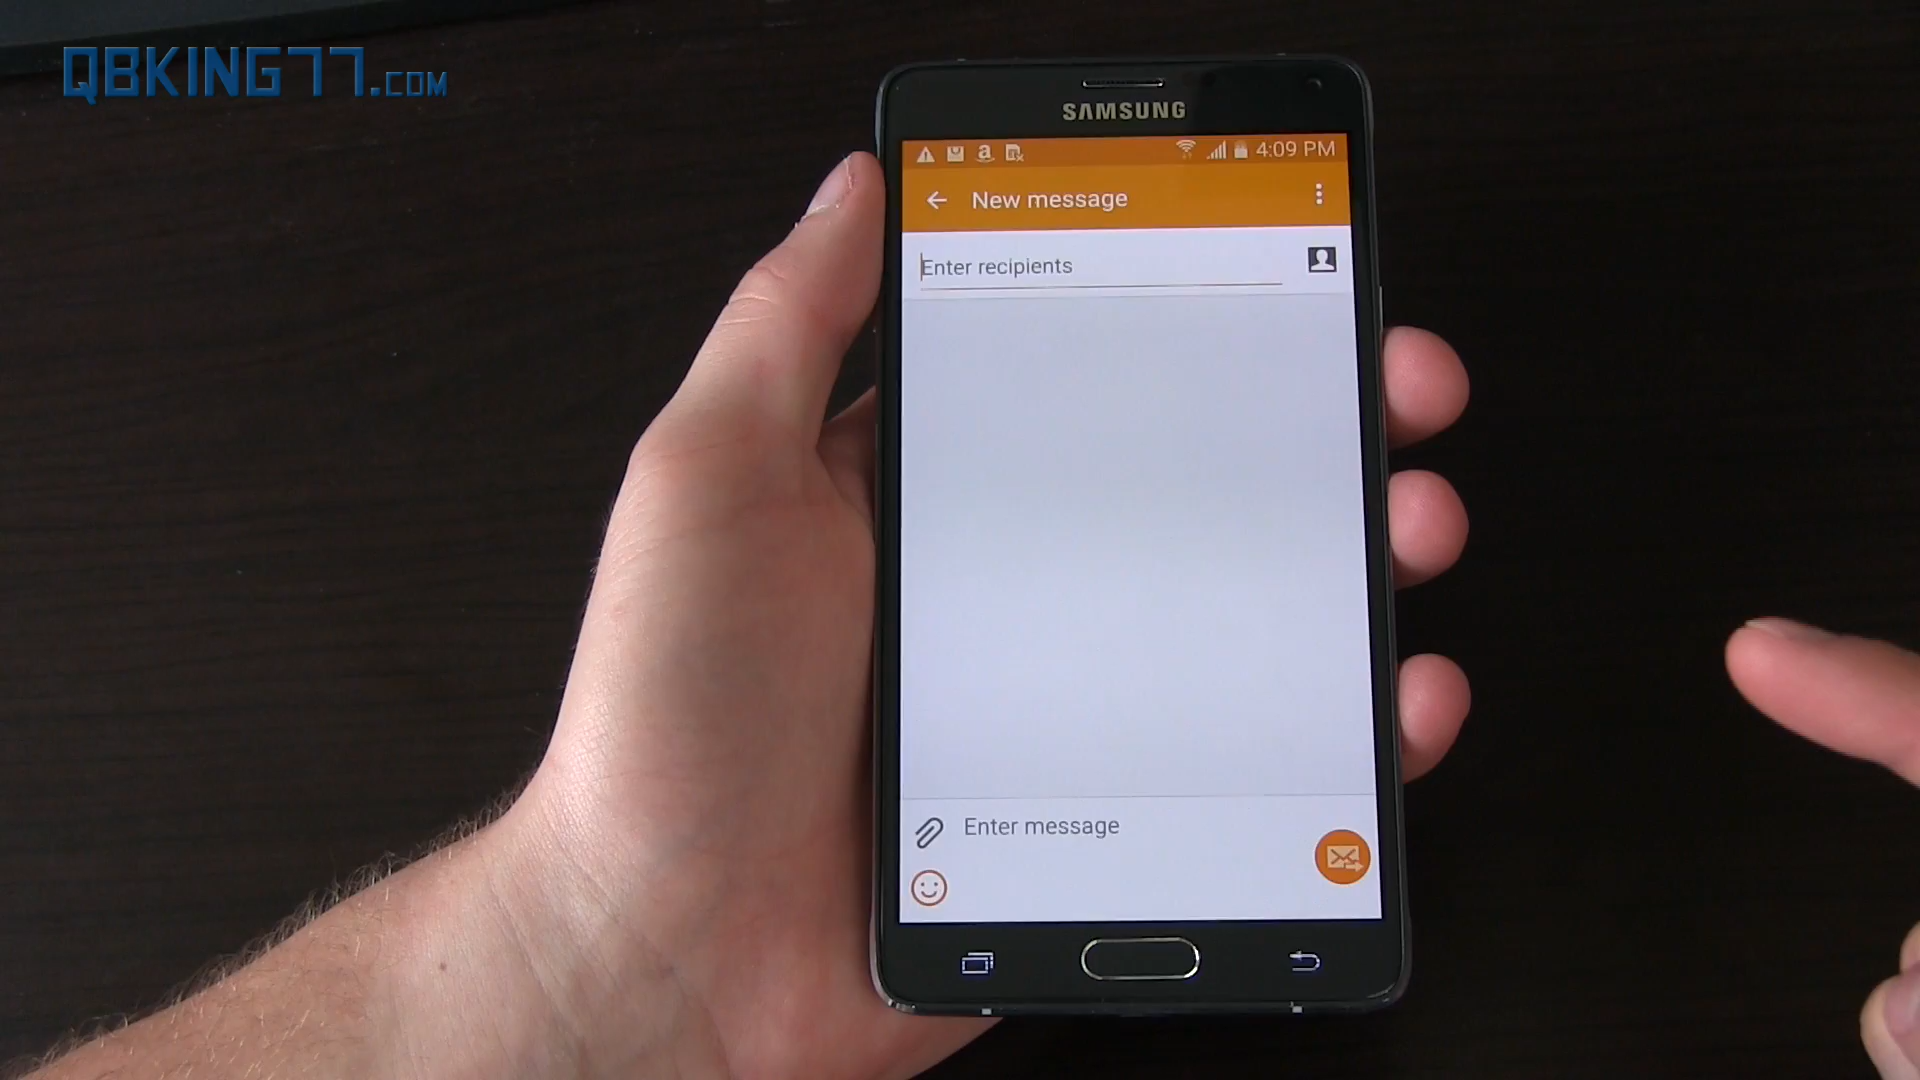 QBKING77.COM
SAMSUNG
4:09 PM
New message
Enter recipients
Enter message